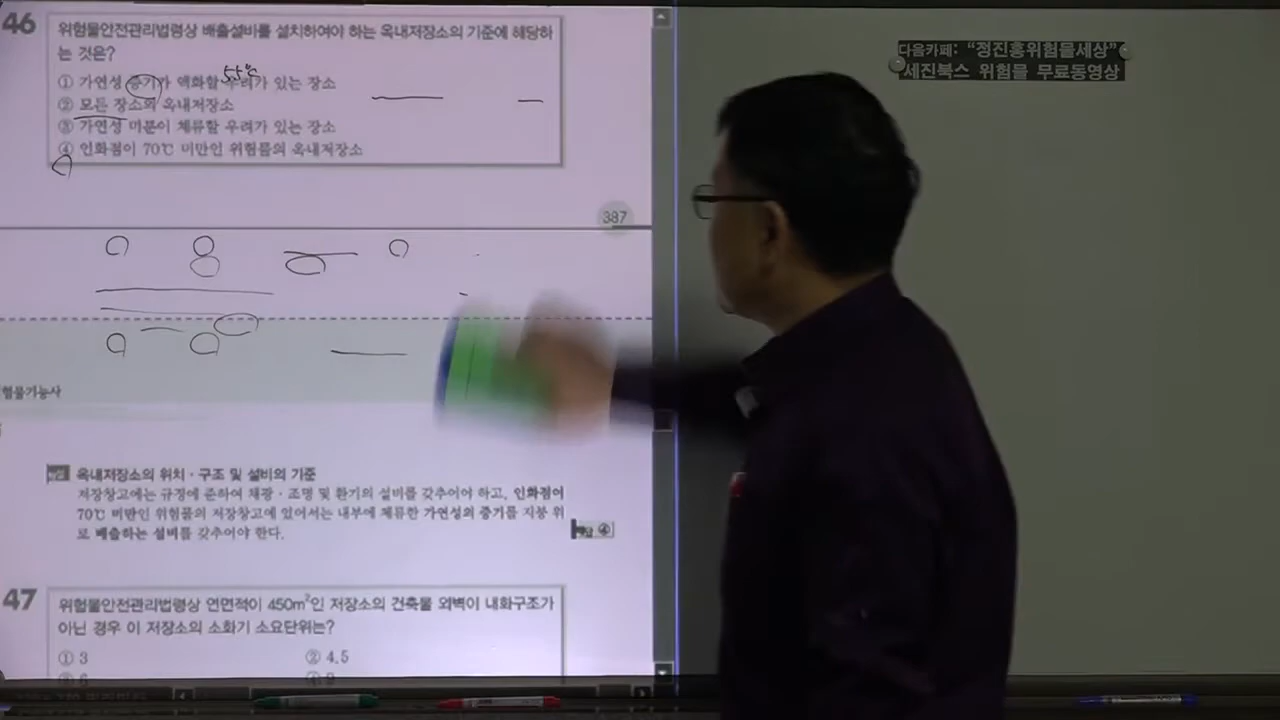 46
위험물안전관리법령상 배출설비를 설치하여야 하는 옥내저장소의 기준에 해당하
는 것은?
① 가연성 증기가 액화할 우려가 있는 장소
55℃
② 모든 장소의 옥내저장소
③ 가연성 미분이 체류할 우려가 있는 장소
④ 인화점이 70℃ 미만인 위험물의 옥내저장소
387
험물기능사
옥내저장소의 위치·구조 및 설비의 기준
저장창고에는 규정에 준하여 채광·조명 및 환기의 설비를 갖추어야 하고, 인화점이
70℃ 미만인 위험물의 저장창고에 있어서는 내부에 체류한 가연성의 증기를 지붕 위
로 배출하는 설비를 갖추어야 한다.
④
47
위험물안전관리법령상 연면적이 450m²인 저장소의 건축물 외벽이 내화구조가
아닌 경우 이 저장소의 소화기 소요단위는?
① 3
② 4.5
다음카페: “정진홍위험물세상”
세진북스 위험물 무료동영상